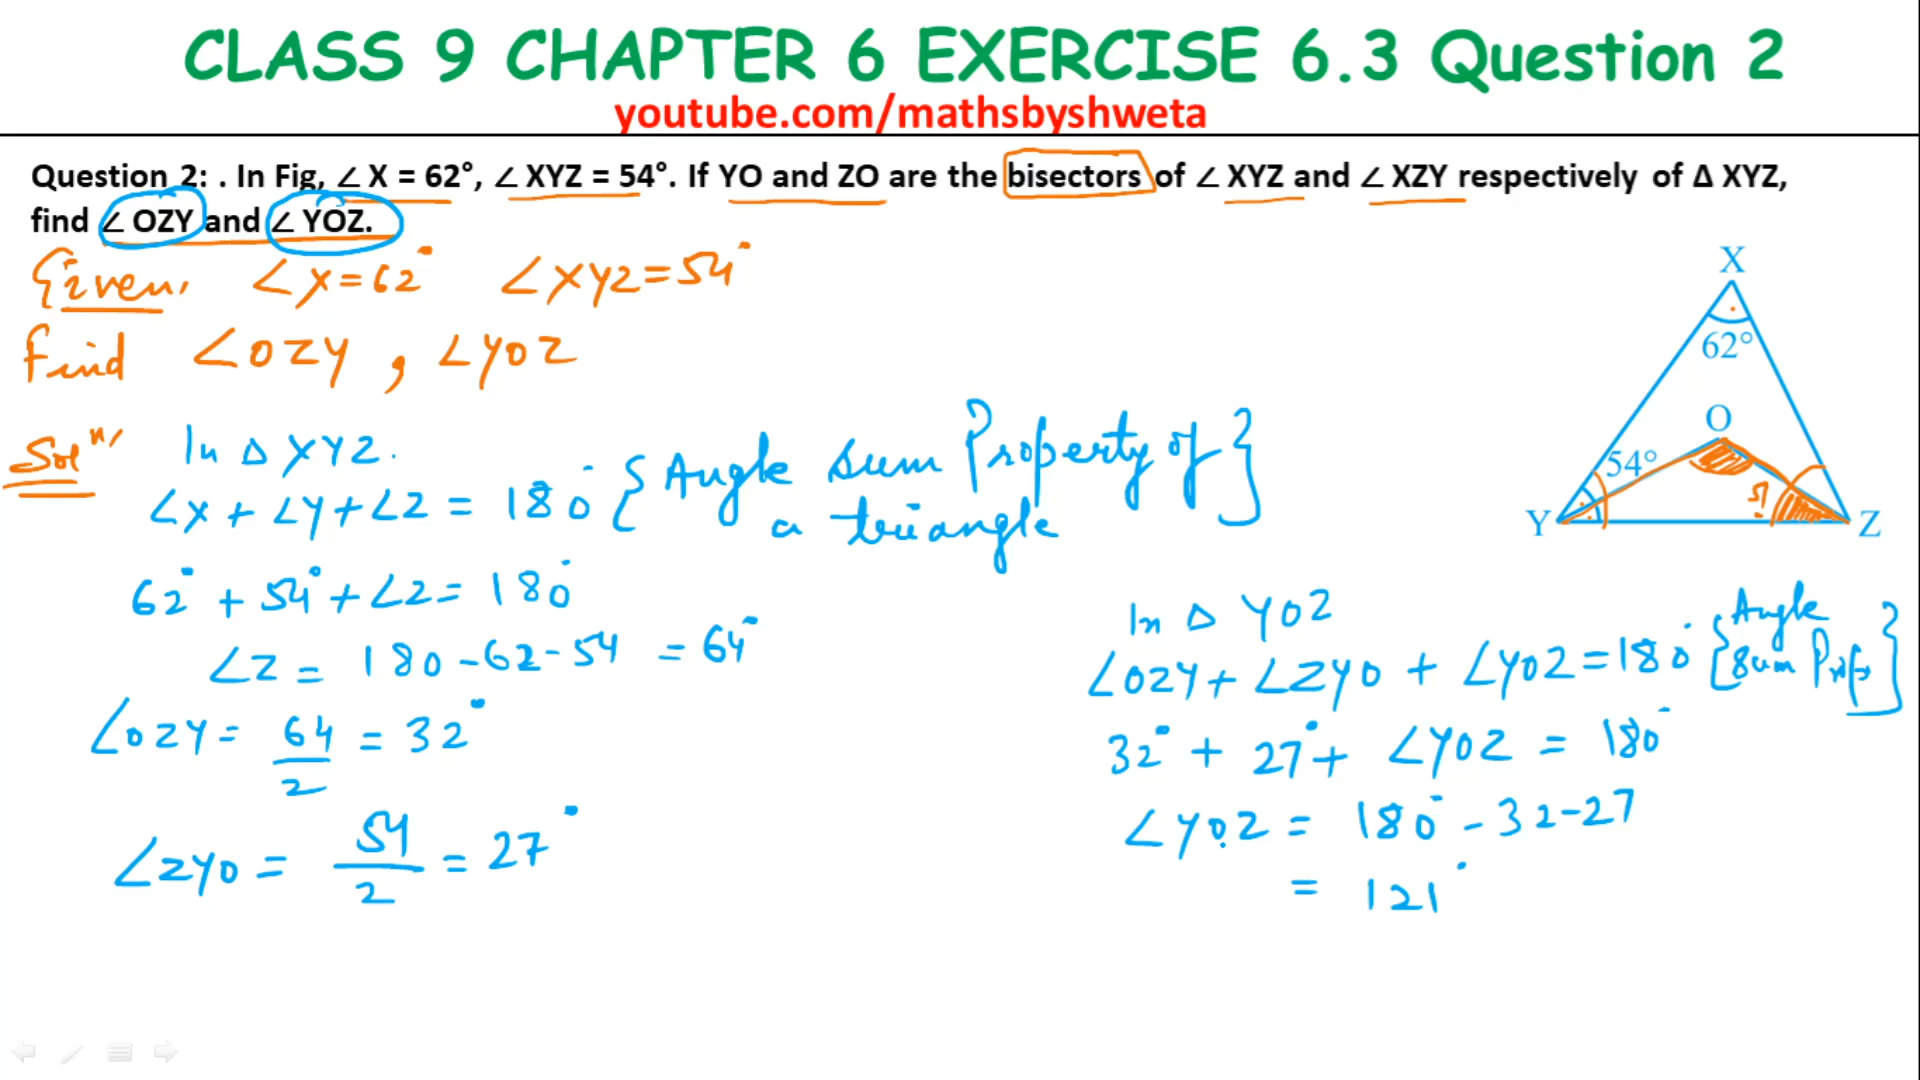 CLASS 9 CHAPTER 6 EXERCISE 6.3 Question 2
youtube.com/mathsbyshweta
Question 2: . In Fig, ∠ X = 62°, ∠ XYZ = 54°. If YO and ZO are the bisectors of ∠ XYZ and ∠ XZY respectively of Δ XYZ,
find ∠ OZY and ∠ YOZ.
Given, ∠X=62° ∠XYZ=54°
Find ∠OZY , ∠YOZ
Solⁿ/ In Δ XYZ.
∠X + ∠Y + ∠Z = 180° {Angle sum Property of
a triangle}
62° + 54° + ∠Z = 180°
∠Z = 180 - 62 - 54 = 64°
∠OZY = 64/2 = 32°
∠ZYO = 54/2 = 27°
X
62°
O
54°
Y
Z
In Δ YOZ
∠OZY + ∠ZYO + ∠YOZ = 180° {Angle
Sum Prop}
32° + 27° + ∠YOZ = 180°
∠YOZ = 180° - 32 - 27
= 121°